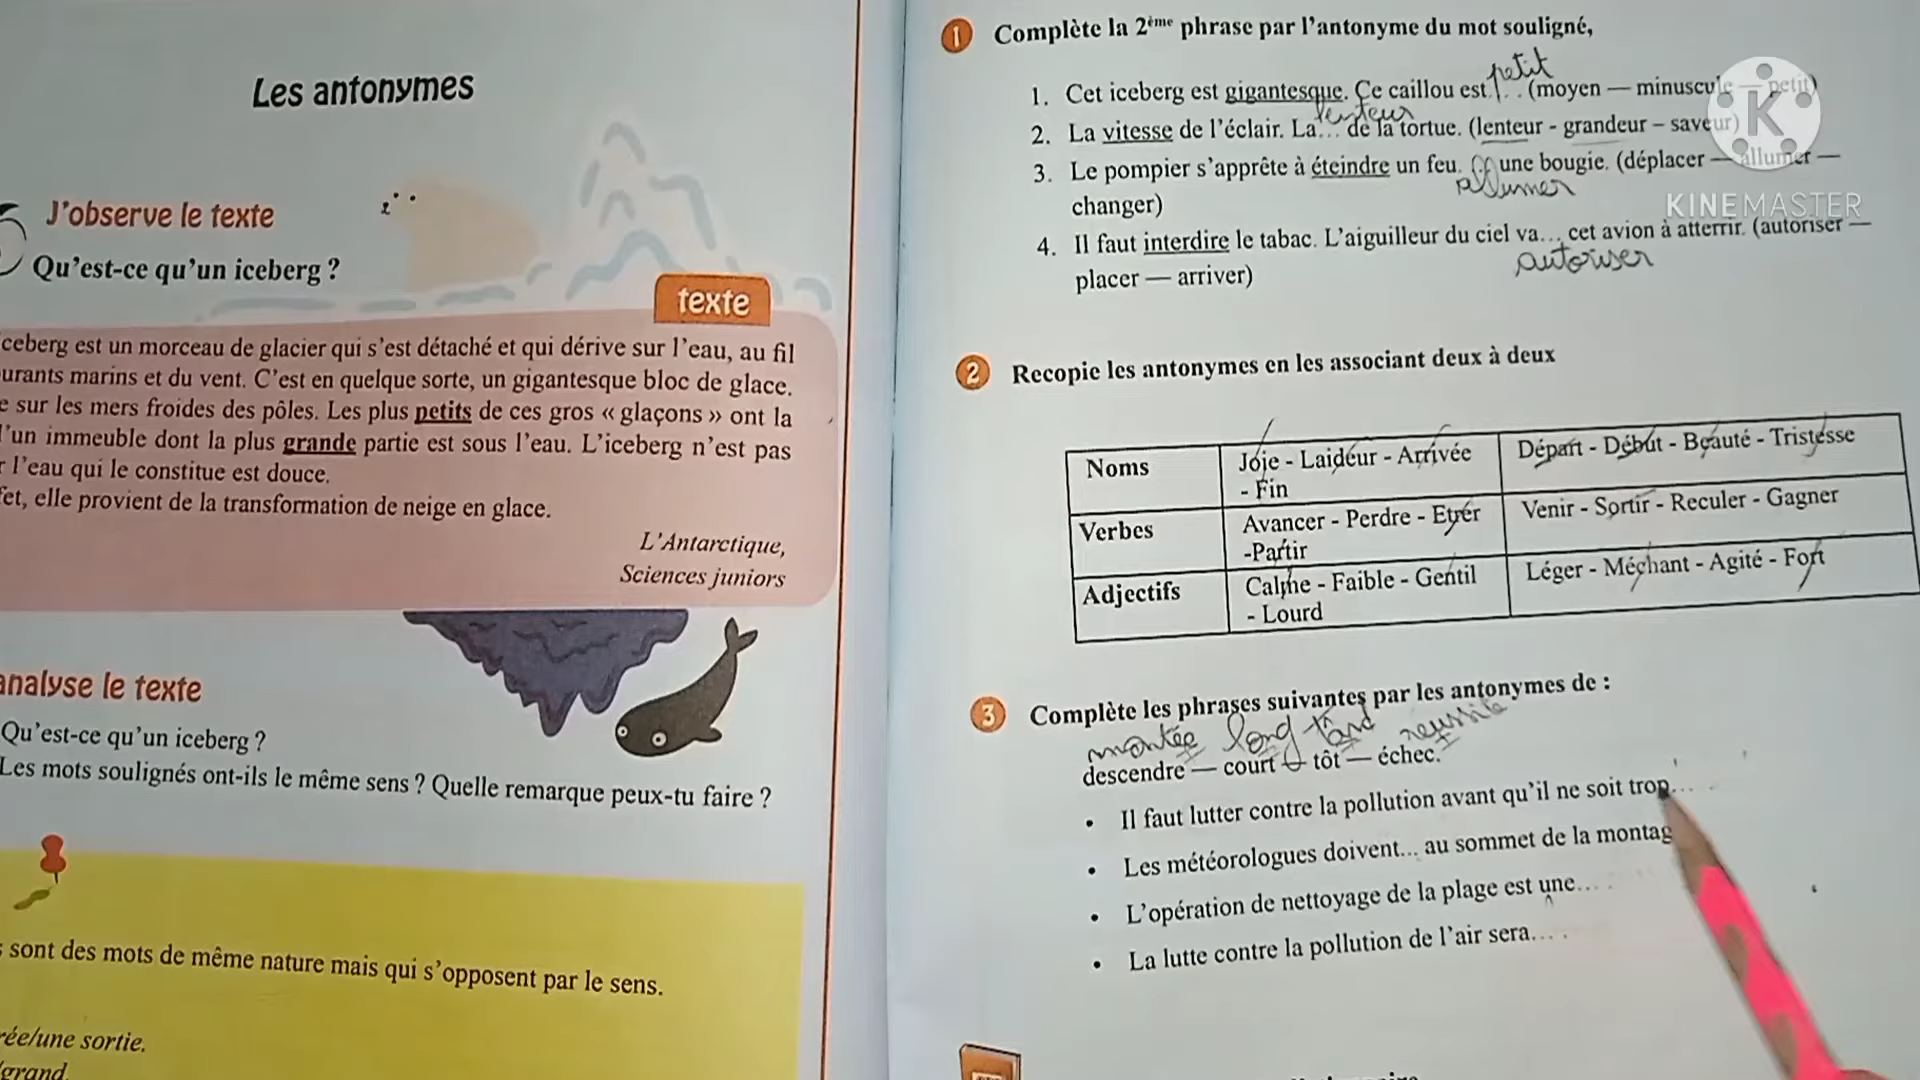 Les antonymes
J'observe le texte
Qu'est-ce qu'un iceberg ?
texte
ceberg est un morceau de glacier qui s'est détaché et qui dérive sur l'eau, au fil
urants marins et du vent. C'est en quelque sorte, un gigantesque bloc de glace.
e sur les mers froides des pôles. Les plus petits de ces gros « glaçons » ont la
l'un immeuble dont la plus grande partie est sous l'eau. L'iceberg n'est pas
r l'eau qui le constitue est douce.
fet, elle provient de la transformation de neige en glace.
L'Antarctique,
Sciences juniors
analyse le texte
Qu'est-ce qu'un iceberg ?
Les mots soulignés ont-ils le même sens ? Quelle remarque peux-tu faire ?
s sont des mots de même nature mais qui s'opposent par le sens.
rée/une sortie.
/grand.
1 Complète la 2ème phrase par l'antonyme du mot souligné,
petit
1. Cet iceberg est gigantesque. Ce caillou est... (moyen — minuscule — petit)
lenteur
2. La vitesse de l'éclair. La... de la tortue. (lenteur - grandeur – saveur)
3. Le pompier s'apprête à éteindre un feu. ... une bougie. (déplacer — allumer —
allumer
changer)
4. Il faut interdire le tabac. L'aiguilleur du ciel va... cet avion à atterrir. (autoriser —
autoriser
placer — arriver)
K
KINEMASTER
2 Recopie les antonymes en les associant deux à deux
Noms
Joie - Laideur - Arrivée
- Fin
Départ - Début - Beauté - Tristesse
Verbes
Avancer - Perdre - Etrer
-Partir
Venir - Sortir - Reculer - Gagner
Adjectifs
Calme - Faible - Gentil
- Lourd
Léger - Méchant - Agité - Fort
3 Complète les phrases suivantes par les antonymes de :
long tard
descendre — court — tôt — échec.
• Il faut lutter contre la pollution avant qu'il ne soit trop...
• Les météorologues doivent... au sommet de la montag
• L'opération de nettoyage de la plage est une...
• La lutte contre la pollution de l'air sera...